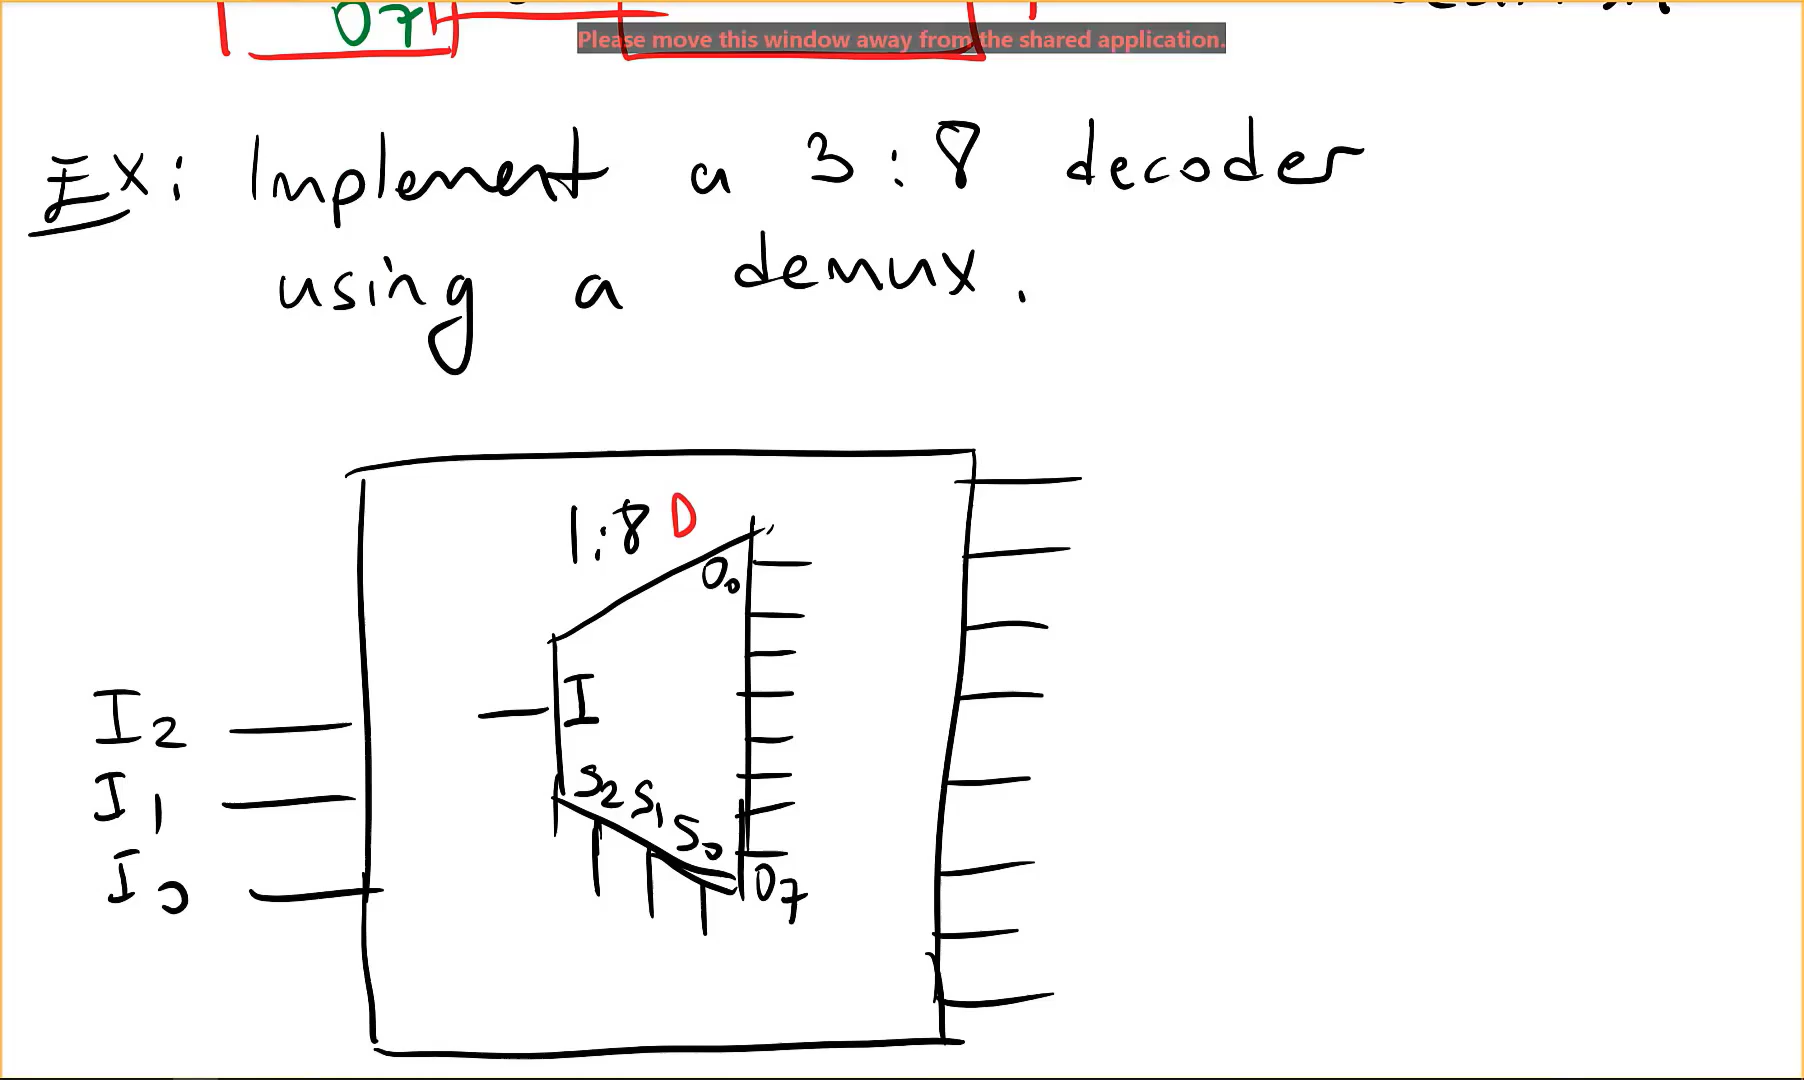 O7
Please move this window away from the shared application.
Ex: Implement a 3:8 decoder
using a demux.
1:8 D
O0
I
I2
S2 S1 S0
I1
I0
O7